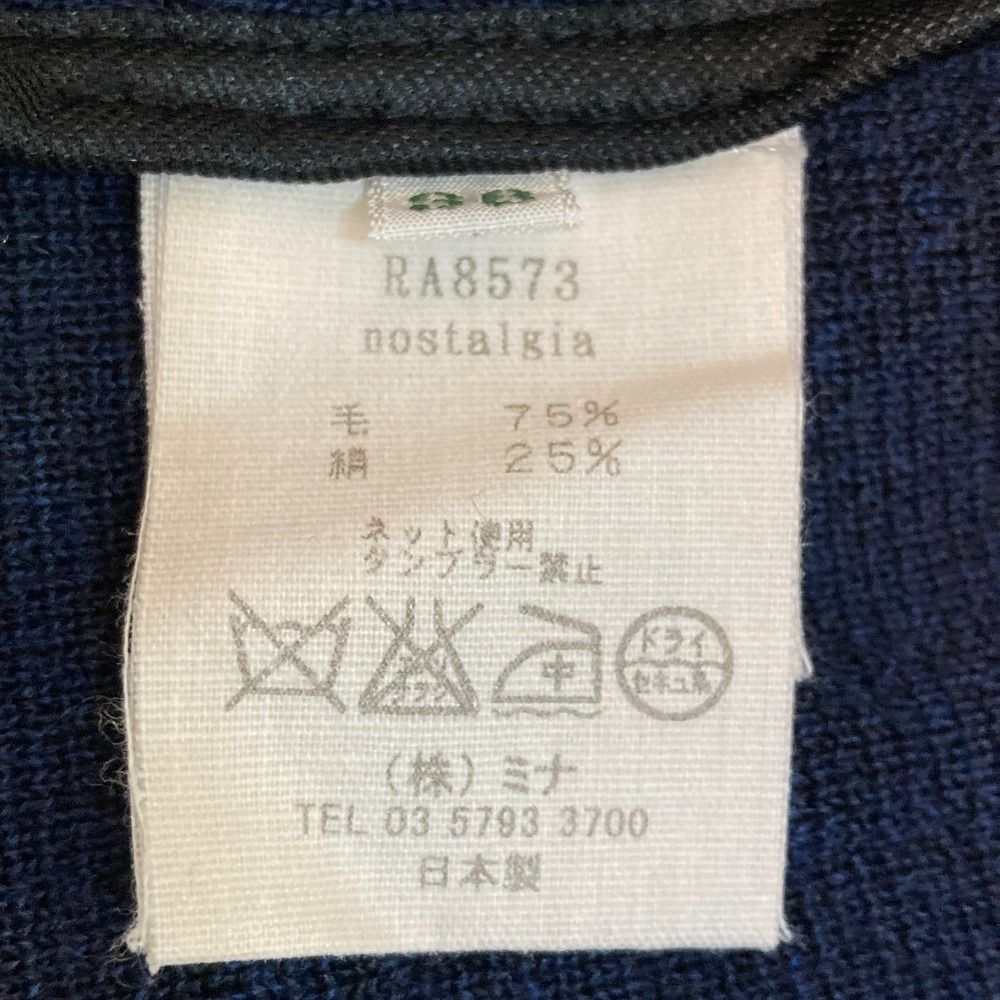 RA8573
nostalgia
毛 75%
絹 25%
ネット使用
タンブラー禁止
中
ドライ
セキユ系
(株)ミナ
TEL 03 5793 3700
日本製